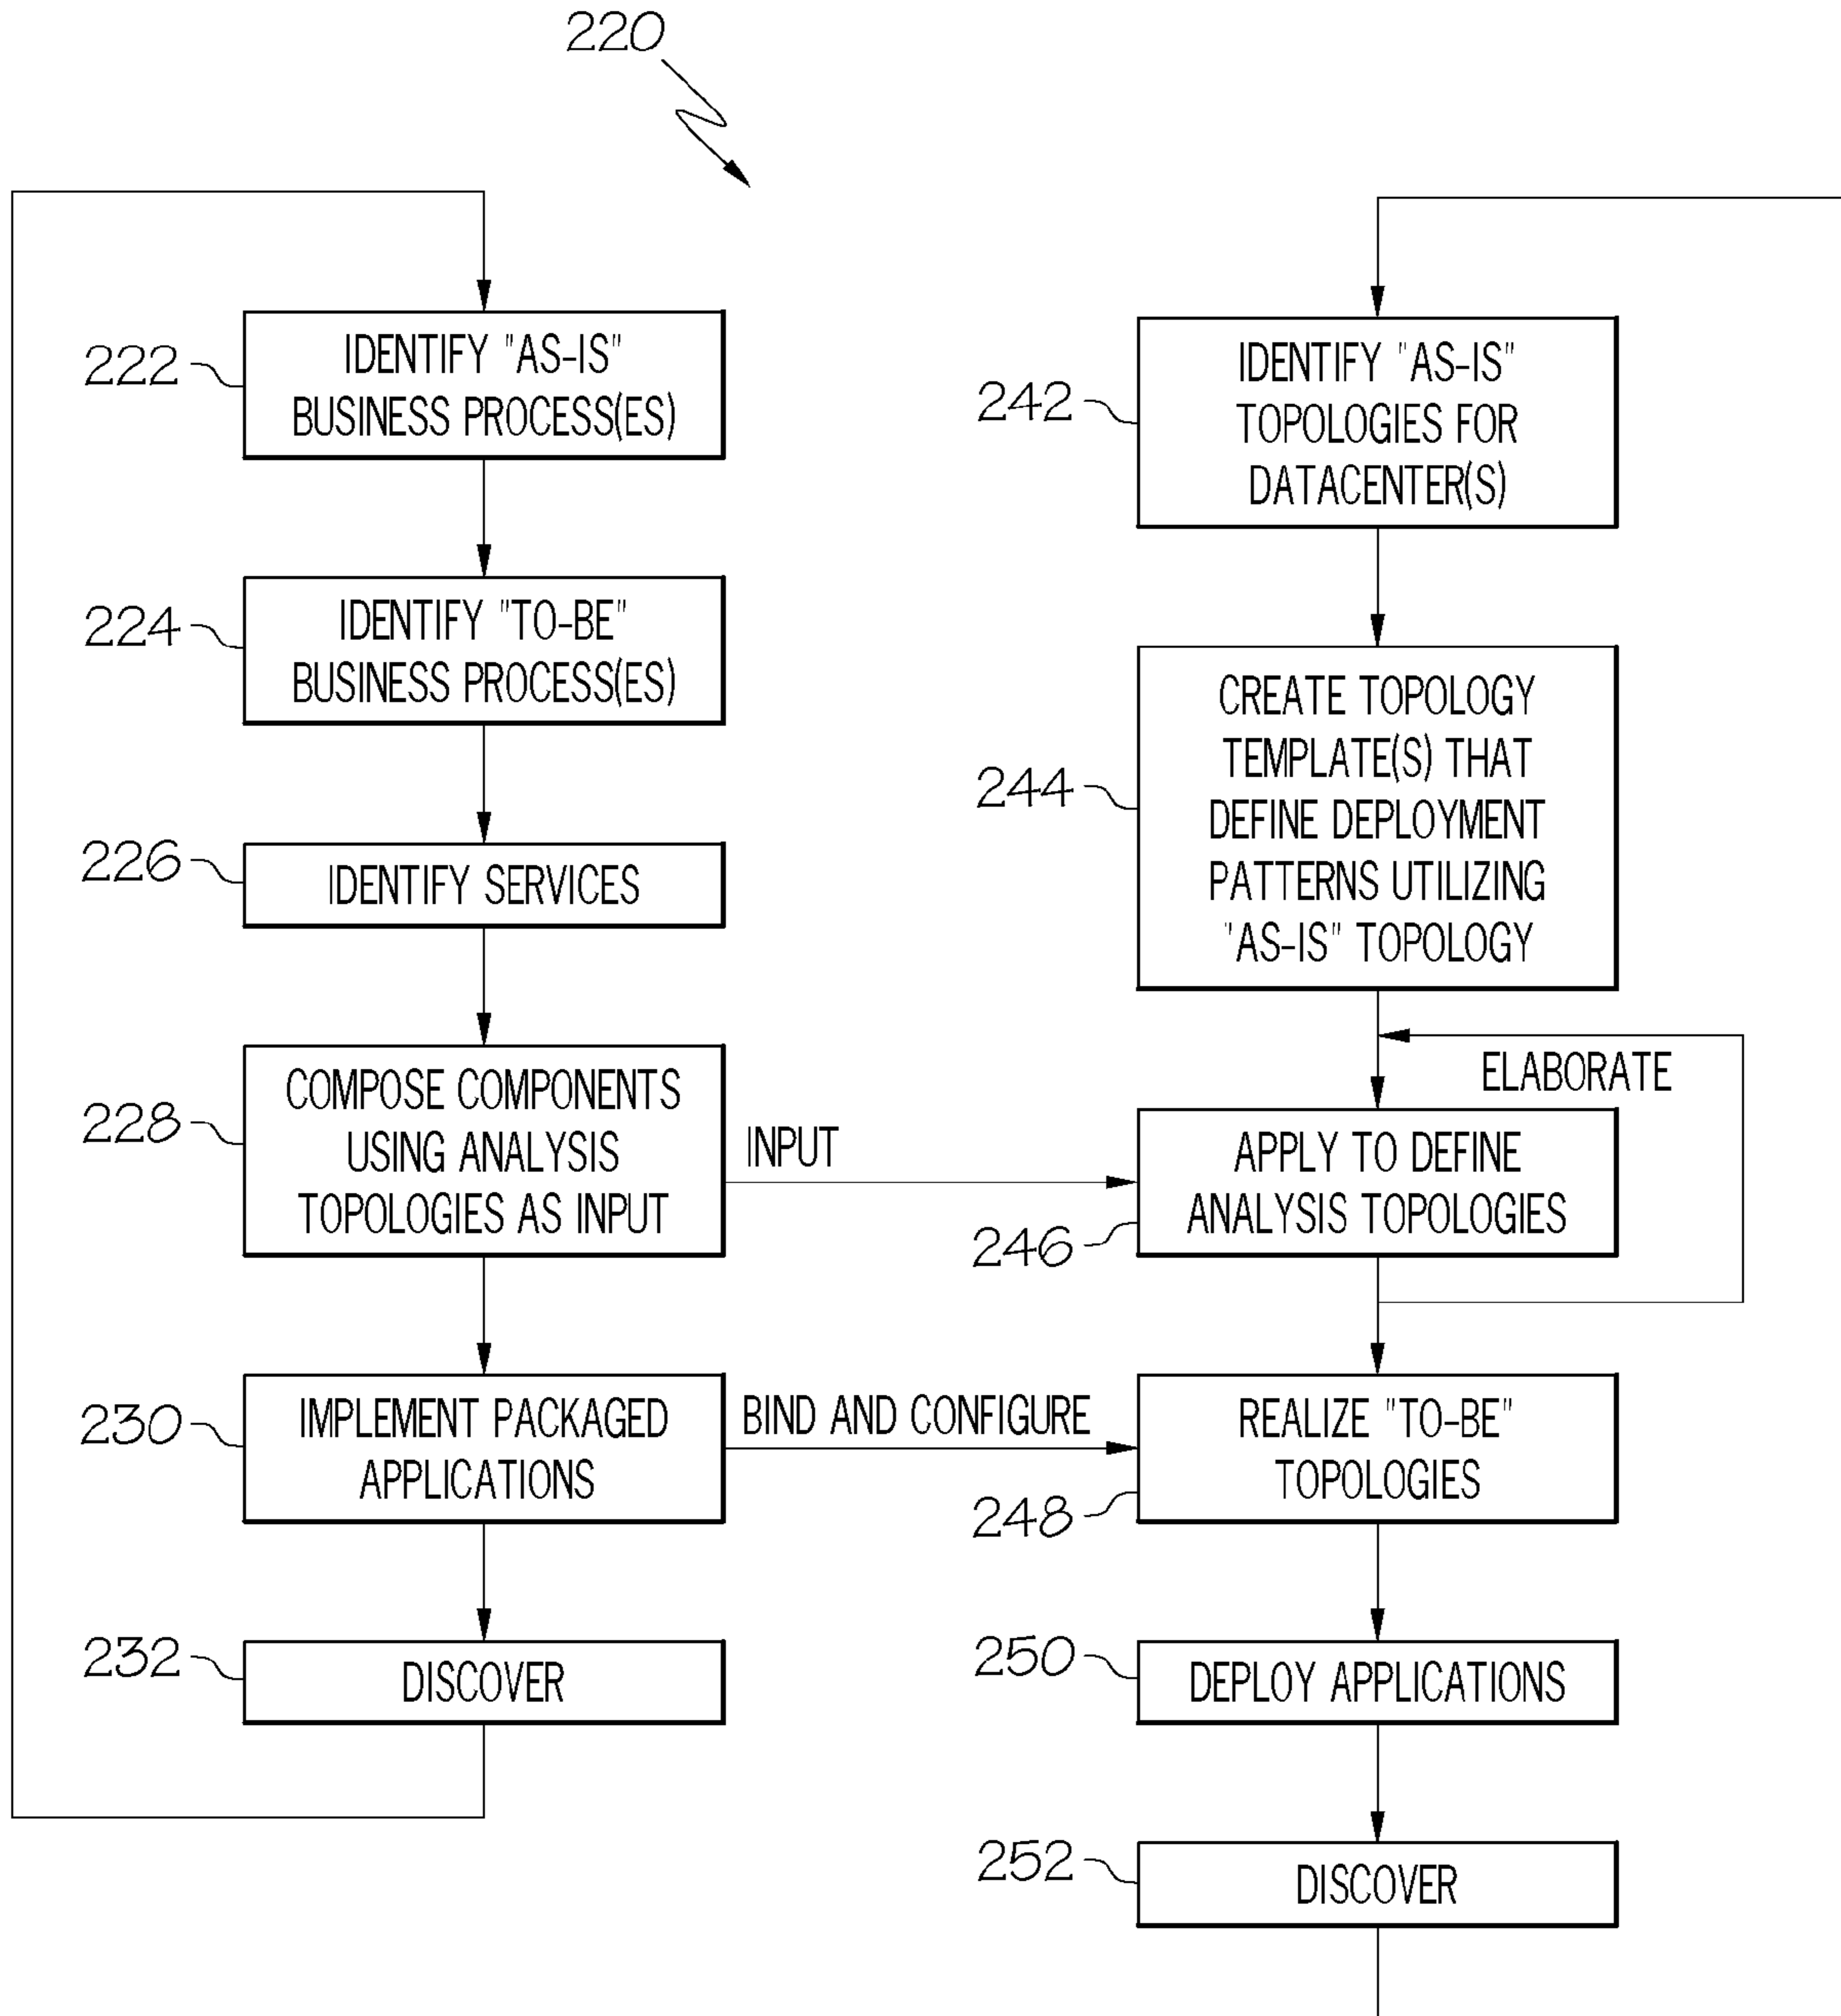 220
222
IDENTIFY "AS-IS"
BUSINESS PROCESS(ES)
224
IDENTIFY "TO-BE"
BUSINESS PROCESS(ES)
226
IDENTIFY SERVICES
228
COMPOSE COMPONENTS
USING ANALYSIS
TOPOLOGIES AS INPUT
INPUT
230
IMPLEMENT PACKAGED
APPLICATIONS
BIND AND CONFIGURE
232
DISCOVER
242
IDENTIFY "AS-IS"
TOPOLOGIES FOR
DATACENTER(S)
244
CREATE TOPOLOGY
TEMPLATE(S) THAT
DEFINE DEPLOYMENT
PATTERNS UTILIZING
"AS-IS" TOPOLOGY
ELABORATE
246
APPLY TO DEFINE
ANALYSIS TOPOLOGIES
248
REALIZE "TO-BE"
TOPOLOGIES
250
DEPLOY APPLICATIONS
252
DISCOVER